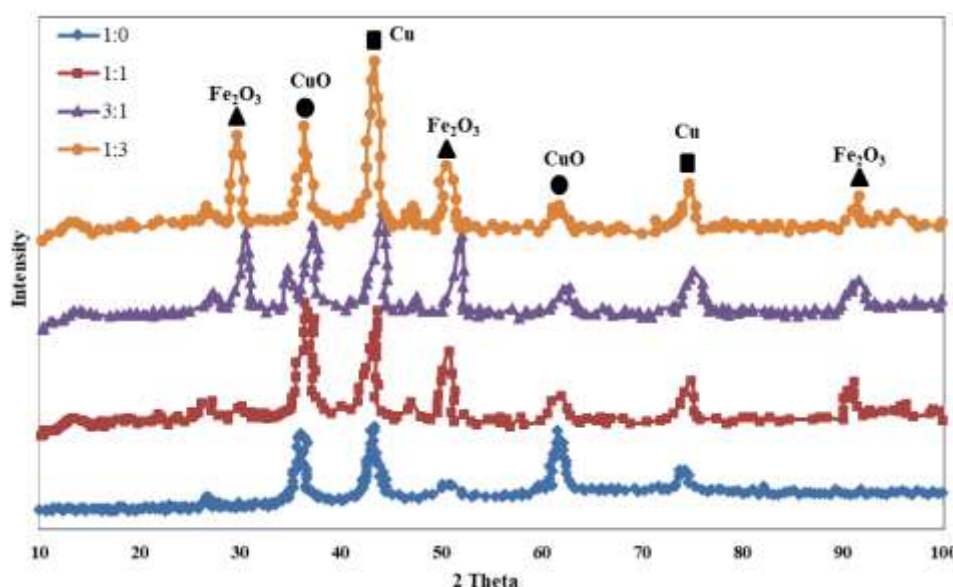 1:0
1:1
3:1
1:3
Fe₂O₃
CuO
Cu
Fe₂O₃
CuO
Cu
Fe₂O₃
Intensity
10 20 30 40 50 60 70 80 90 100
2 Theta